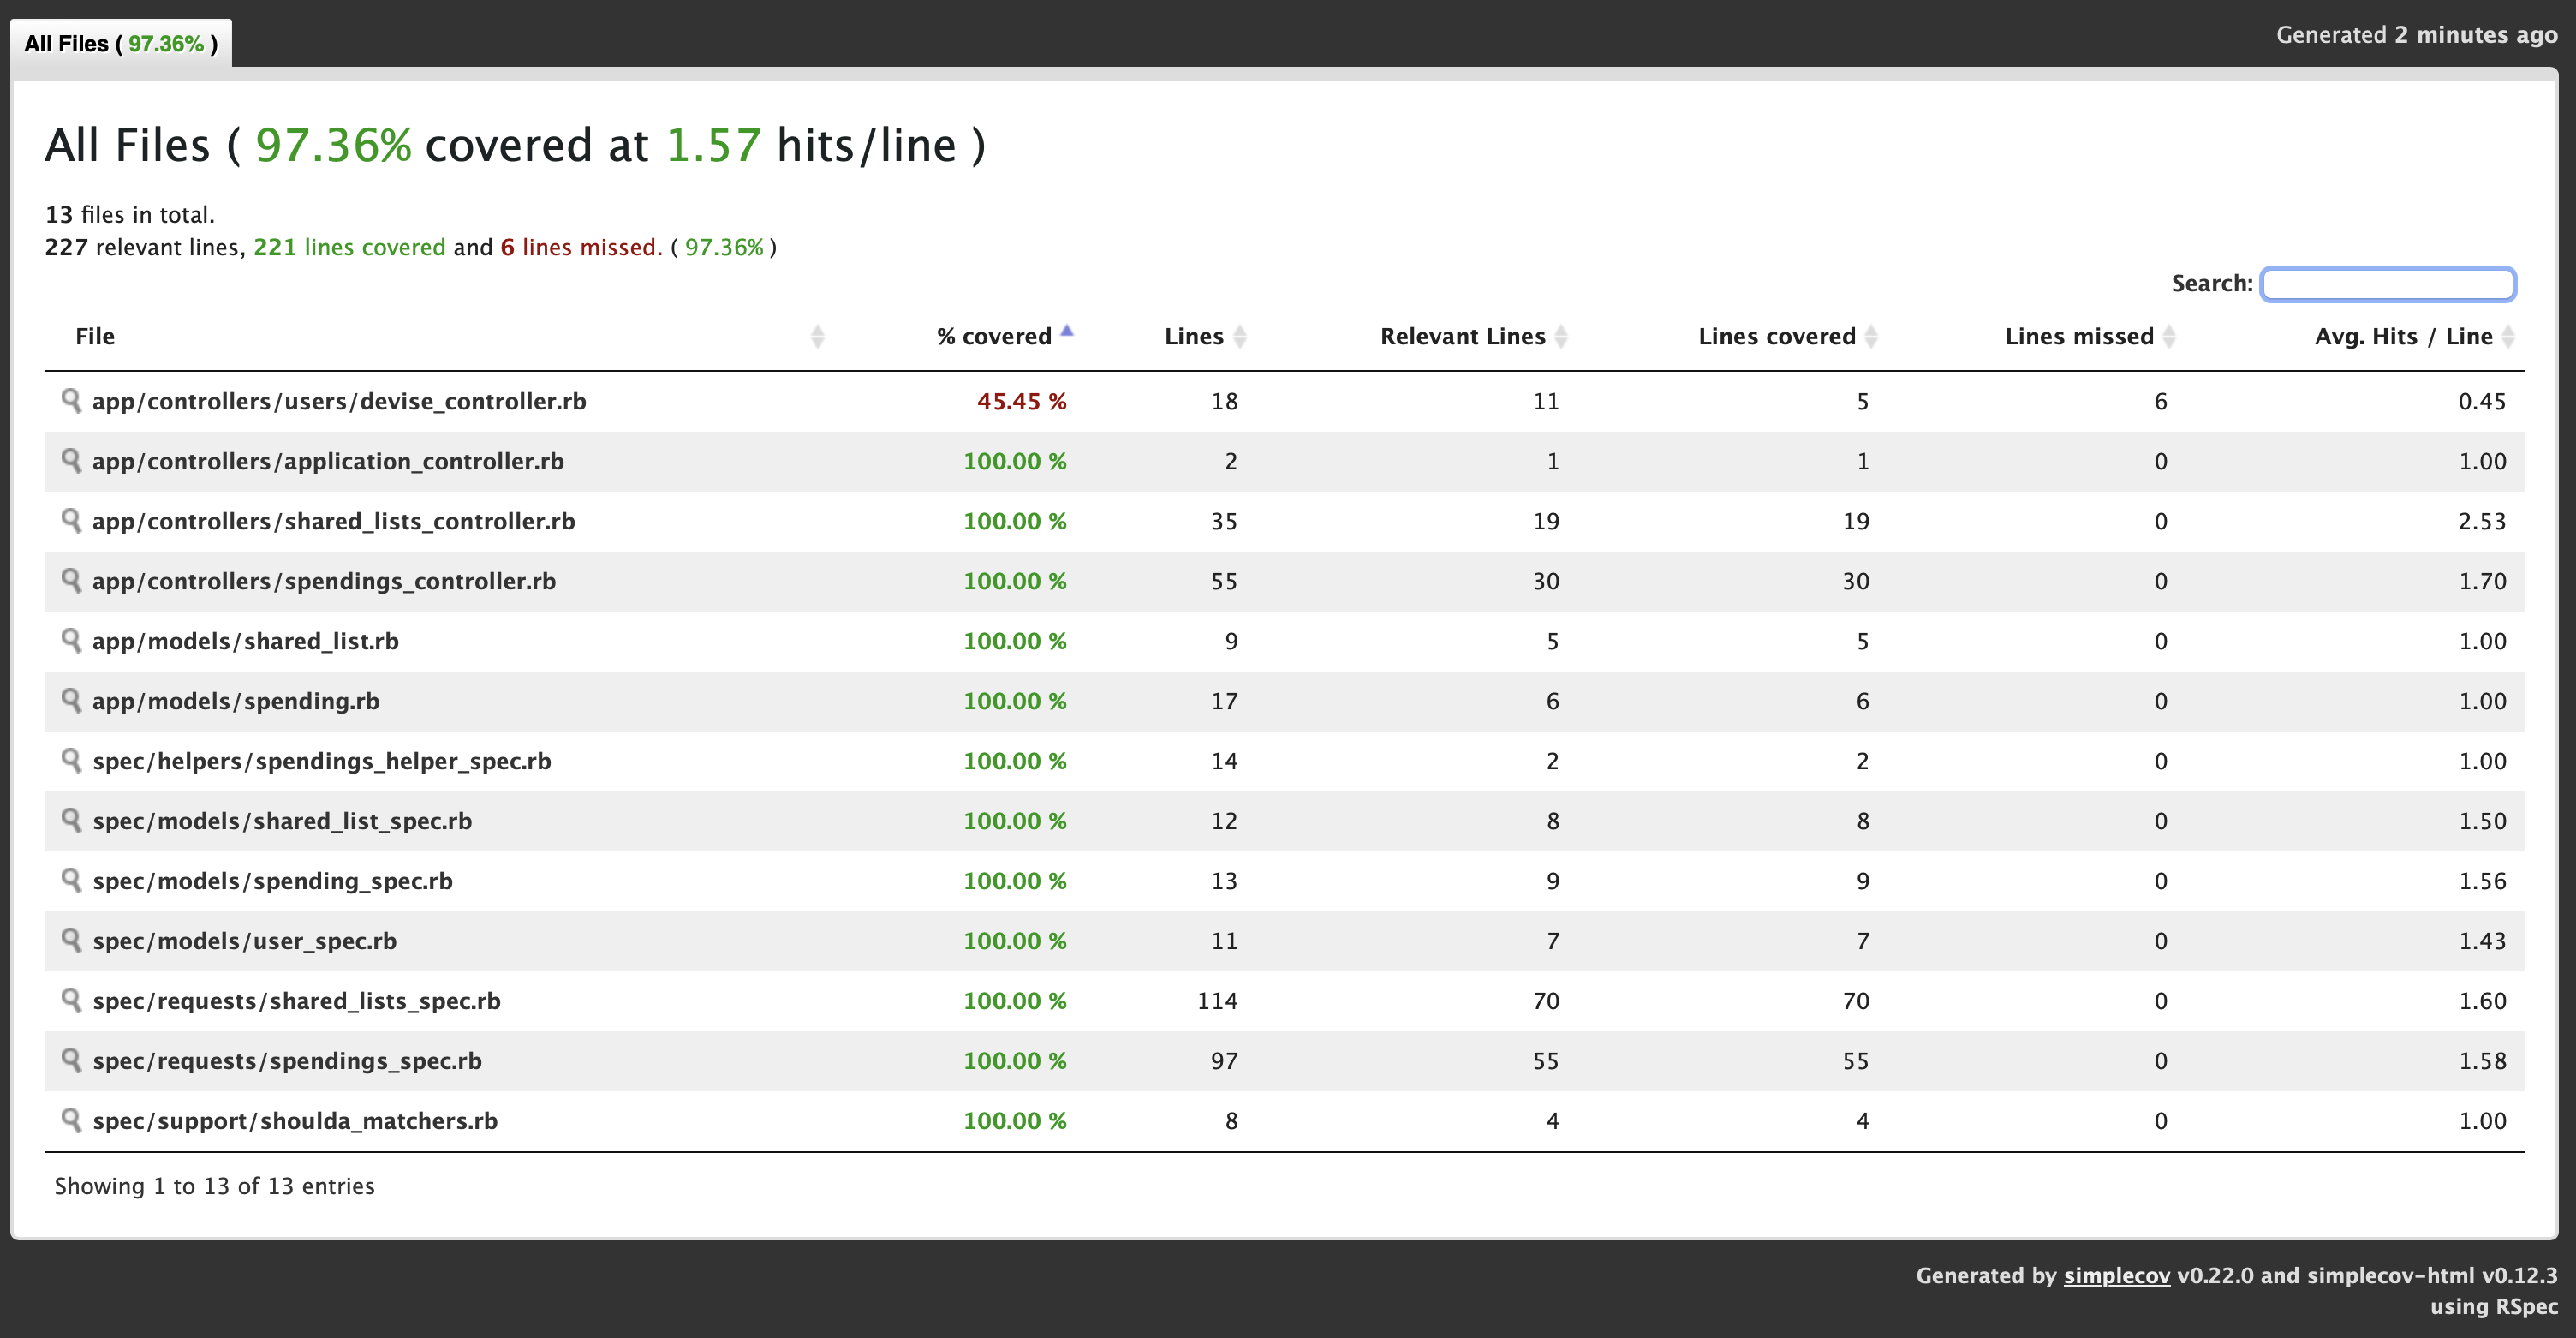 All Files ( 97.36% )
Generated 2 minutes ago
All Files ( 97.36% covered at 1.57 hits/line )
13 files in total.
227 relevant lines, 221 lines covered and 6 lines missed. ( 97.36% )
Search:
File % covered Lines Relevant Lines Lines covered Lines missed Avg. Hits / Line
app/controllers/users/devise_controller.rb 45.45 % 18 11 5 6 0.45
app/controllers/application_controller.rb 100.00 % 2 1 1 0 1.00
app/controllers/shared_lists_controller.rb 100.00 % 35 19 19 0 2.53
app/controllers/spendings_controller.rb 100.00 % 55 30 30 0 1.70
app/models/shared_list.rb 100.00 % 9 5 5 0 1.00
app/models/spending.rb 100.00 % 17 6 6 0 1.00
spec/helpers/spendings_helper_spec.rb 100.00 % 14 2 2 0 1.00
spec/models/shared_list_spec.rb 100.00 % 12 8 8 0 1.50
spec/models/spending_spec.rb 100.00 % 13 9 9 0 1.56
spec/models/user_spec.rb 100.00 % 11 7 7 0 1.43
spec/requests/shared_lists_spec.rb 100.00 % 114 70 70 0 1.60
spec/requests/spendings_spec.rb 100.00 % 97 55 55 0 1.58
spec/support/shoulda_matchers.rb 100.00 % 8 4 4 0 1.00
Showing 1 to 13 of 13 entries
Generated by simplecov v0.22.0 and simplecov-html v0.12.3
using RSpec